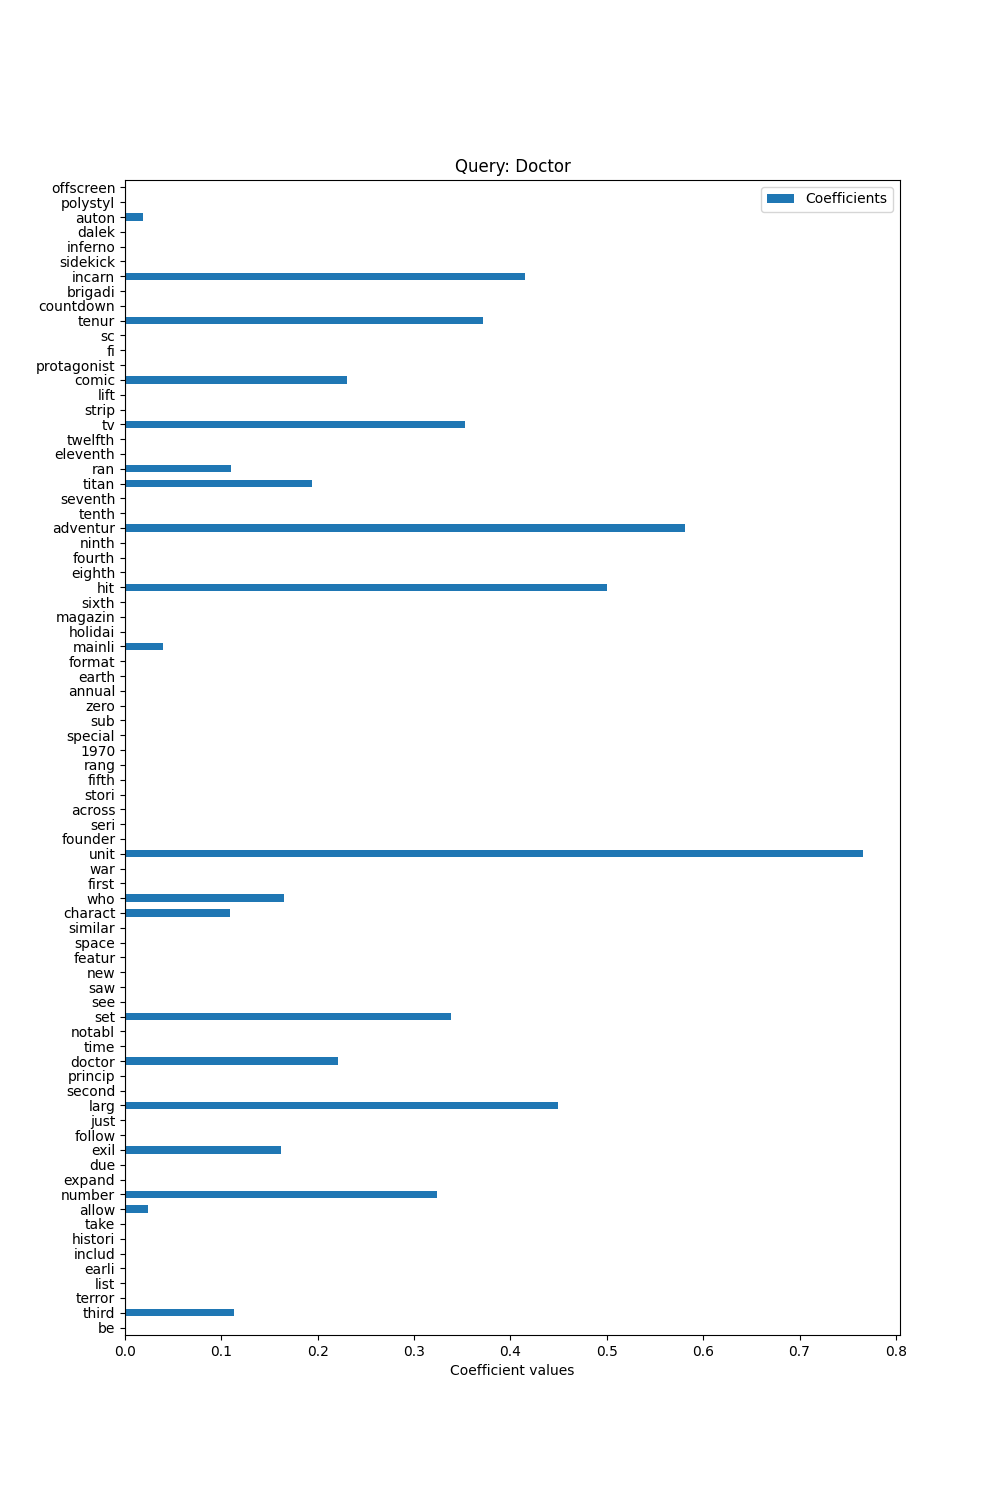 Query: Doctor
Coefficients
offscreen
polystyl
auton
dalek
inferno
sidekick
incarn
brigadi
countdown
tenur
sc
fi
protagonist
comic
lift
strip
tv
twelfth
eleventh
ran
titan
seventh
tenth
adventur
ninth
fourth
eighth
hit
sixth
magazin
holidai
mainli
format
earth
annual
zero
sub
special
1970
rang
fifth
stori
across
seri
founder
unit
war
first
who
charact
similar
space
featur
new
saw
see
set
notabl
time
doctor
princip
second
larg
just
follow
exil
due
expand
number
allow
take
histori
includ
earli
list
terror
third
be
0.0 0.1 0.2 0.3 0.4 0.5 0.6 0.7 0.8
Coefficient values